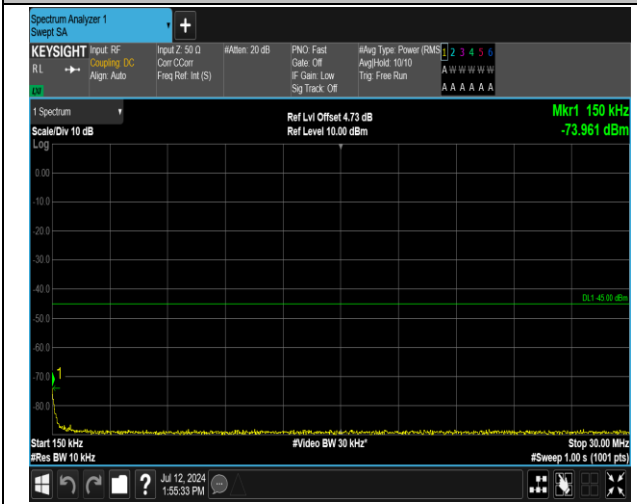 Spectrum Analyzer 1
Swept SA
+
KEYSIGHT Input: RF Input Z: 50 Ω #Atten: 20 dB PNO: Fast #Avg Type: Power (RMS 1 2 3 4 5 6
RL Coupling: DC Corr CCorr Gate: Off Avg|Hold: 10/10 A W W W W W
Align: Auto Freq Ref: Int (S) IF Gain: Low Trig: Free Run
Sig Track: Off A A A A A A
1 Spectrum Ref Lvl Offset 4.73 dB Mkr1 150 kHz
Scale/Div 10 dB Ref Level 10.00 dBm -73.961 dBm
Log
0.00
-10.0
-20.0
-30.0
-40.0
DL1 -45.00 dBm
-50.0
-60.0
-70.0
1
-80.0
Start 150 kHz #Video BW 30 kHz* Stop 30.00 MHz
#Res BW 10 kHz #Sweep 1.00 s (1001 pts)
? Jul 12, 2024
1:55:33 PM